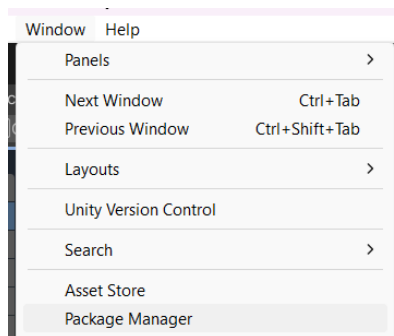 Window Help
Panels
Next Window Ctrl+Tab
Previous Window Ctrl+Shift+Tab
Layouts
Unity Version Control
Search
Asset Store
Package Manager